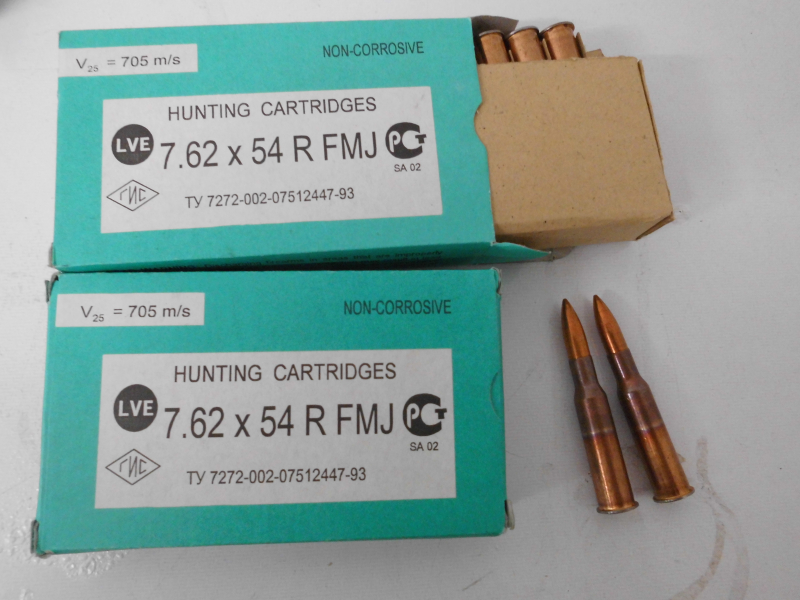 V25 = 705 m/s
NON-CORROSIVE
HUNTING CARTRIDGES
LVE
7.62 x 54 R FMJ
РСТ
SA 02
ГИС
ТУ 7272-002-07512447-93
V25 = 705 m/s
NON-CORROSIVE
HUNTING CARTRIDGES
LVE
7.62 x 54 R FMJ
РСТ
SA 02
ГИС
ТУ 7272-002-07512447-93